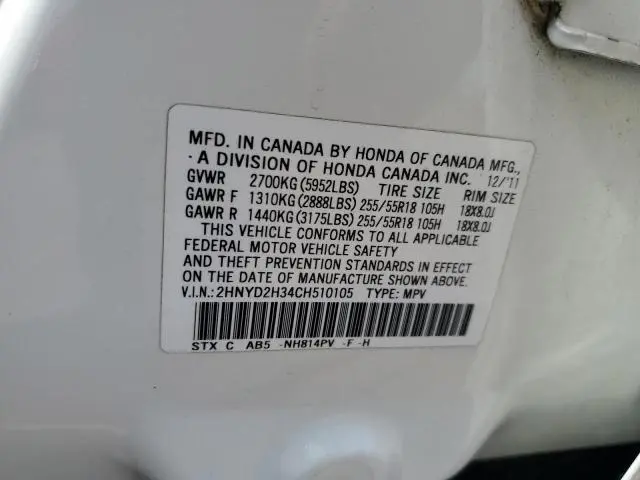 MFD. IN CANADA BY HONDA OF CANADA MFG.,
A DIVISION OF HONDA CANADA INC. 12/'11
GVWR 2700KG (5952LBS) TIRE SIZE RIM SIZE
GAWR F 1310KG (2888LBS) 255/55R18 105H 18X8.0J
GAWR R 1440KG (3175LBS) 255/55R18 105H 18X8.0J
THIS VEHICLE CONFORMS TO ALL APPLICABLE
FEDERAL MOTOR VEHICLE SAFETY
AND THEFT PREVENTION STANDARDS IN EFFECT
ON THE DATE OF MANUFACTURE SHOWN ABOVE.
V.I.N.: 2HNYD2H34CH510105 TYPE: MPV
STX C AB5 -NH814PV -F -H